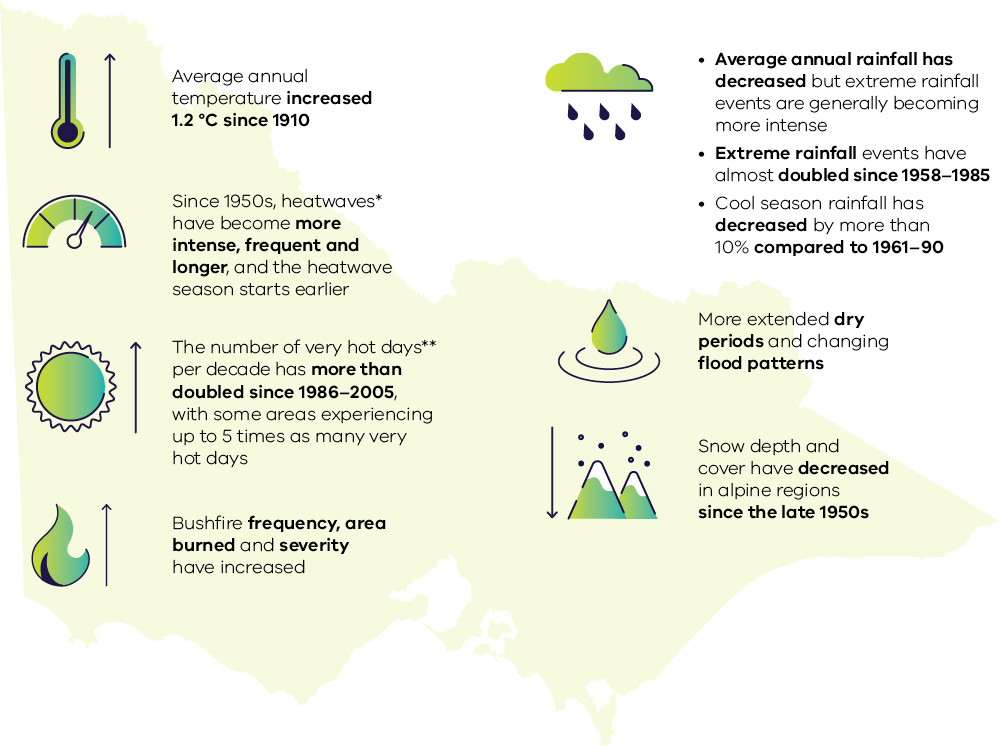 Average annual
temperature increased
1.2 °C since 1910
Since 1950s, heatwaves*
have become more
intense, frequent and
longer, and the heatwave
season starts earlier
The number of very hot days**
per decade has more than
doubled since 1986–2005,
with some areas experiencing
up to 5 times as many very
hot days
Bushfire frequency, area
burned and severity
have increased
• Average annual rainfall has
decreased but extreme rainfall
events are generally becoming
more intense
• Extreme rainfall events have
almost doubled since 1958–1985
• Cool season rainfall has
decreased by more than
10% compared to 1961–90
More extended dry
periods and changing
flood patterns
Snow depth and
cover have decreased
in alpine regions
since the late 1950s